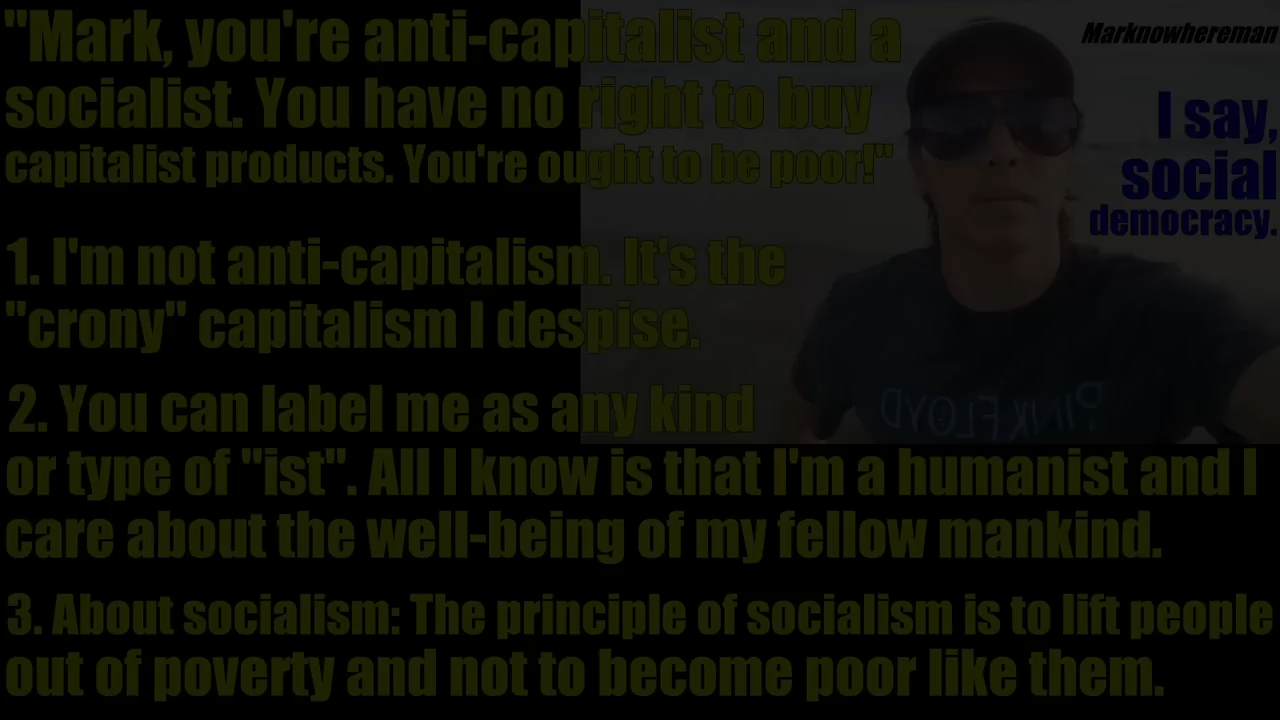 "Mark, you're anti-capitalist and a
socialist. You have no right to buy
capitalist products. You're ought to be poor!"
1. I'm not anti-capitalism. It's the
"crony" capitalism I despise.
2. You can label me as any kind
or type of "ist". All I know is that I'm a humanist and I
care about the well-being of my fellow mankind.
3. About socialism: The principle of socialism is to lift people
out of poverty and not to become poor like them.
Marknowhereman
I say,
social
democracy.
PINK FLOYD